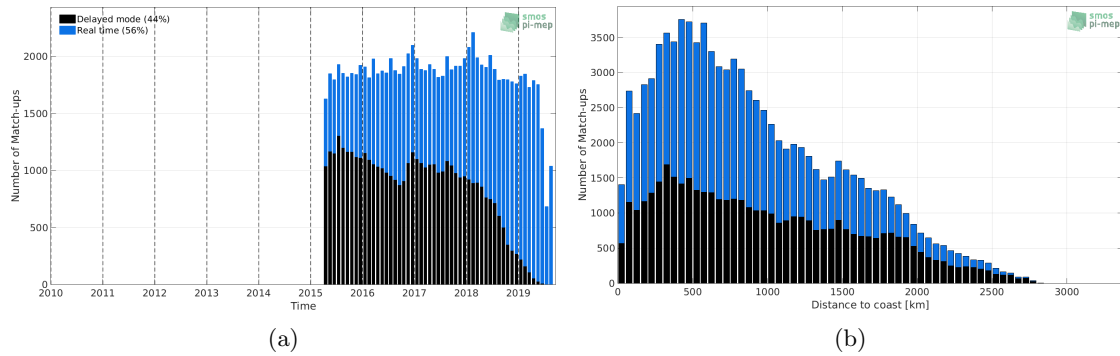 Delayed mode (44%)
Real time (56%)
smos
pi-mep
Number of Match-ups
2000
1500
1000
500
0
2010 2011 2012 2013 2014 2015 2016 2017 2018 2019
Time
(a)
smos
pi-mep
Number of Match-ups
3500
3000
2500
2000
1500
1000
500
0
0 500 1000 1500 2000 2500 3000
Distance to coast [km]
(b)